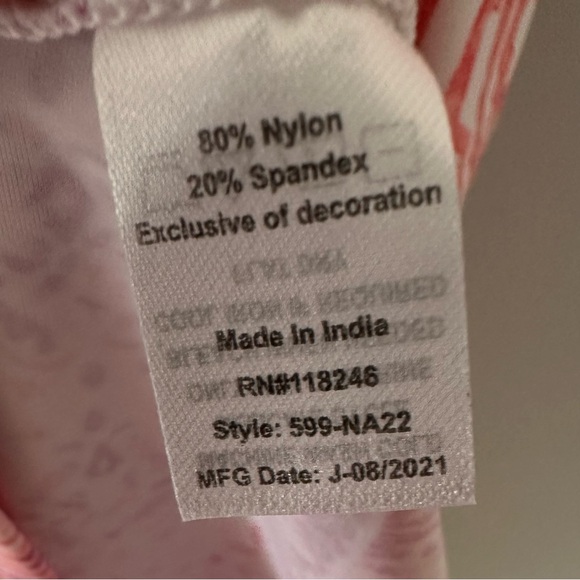 80% Nylon
20% Spandex
Exclusive of decoration
Made In India
RN#118246
Style: 599-NA22
MFG Date: J-08/2021